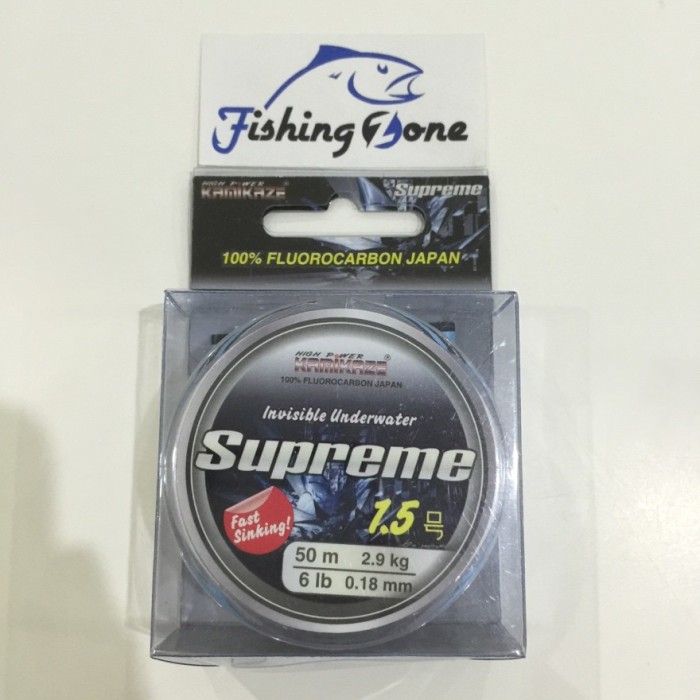 Fishing Zone
HIGH POWER
KAMIKAZE®
Supreme
100% FLUOROCARBON JAPAN
HIGH POWER
KAMIKAZE®
100% FLUOROCARBON JAPAN
Invisible Underwater
Supreme
1.5号
Fast
Sinking!
50 m 2.9 kg
6 lb 0.18 mm